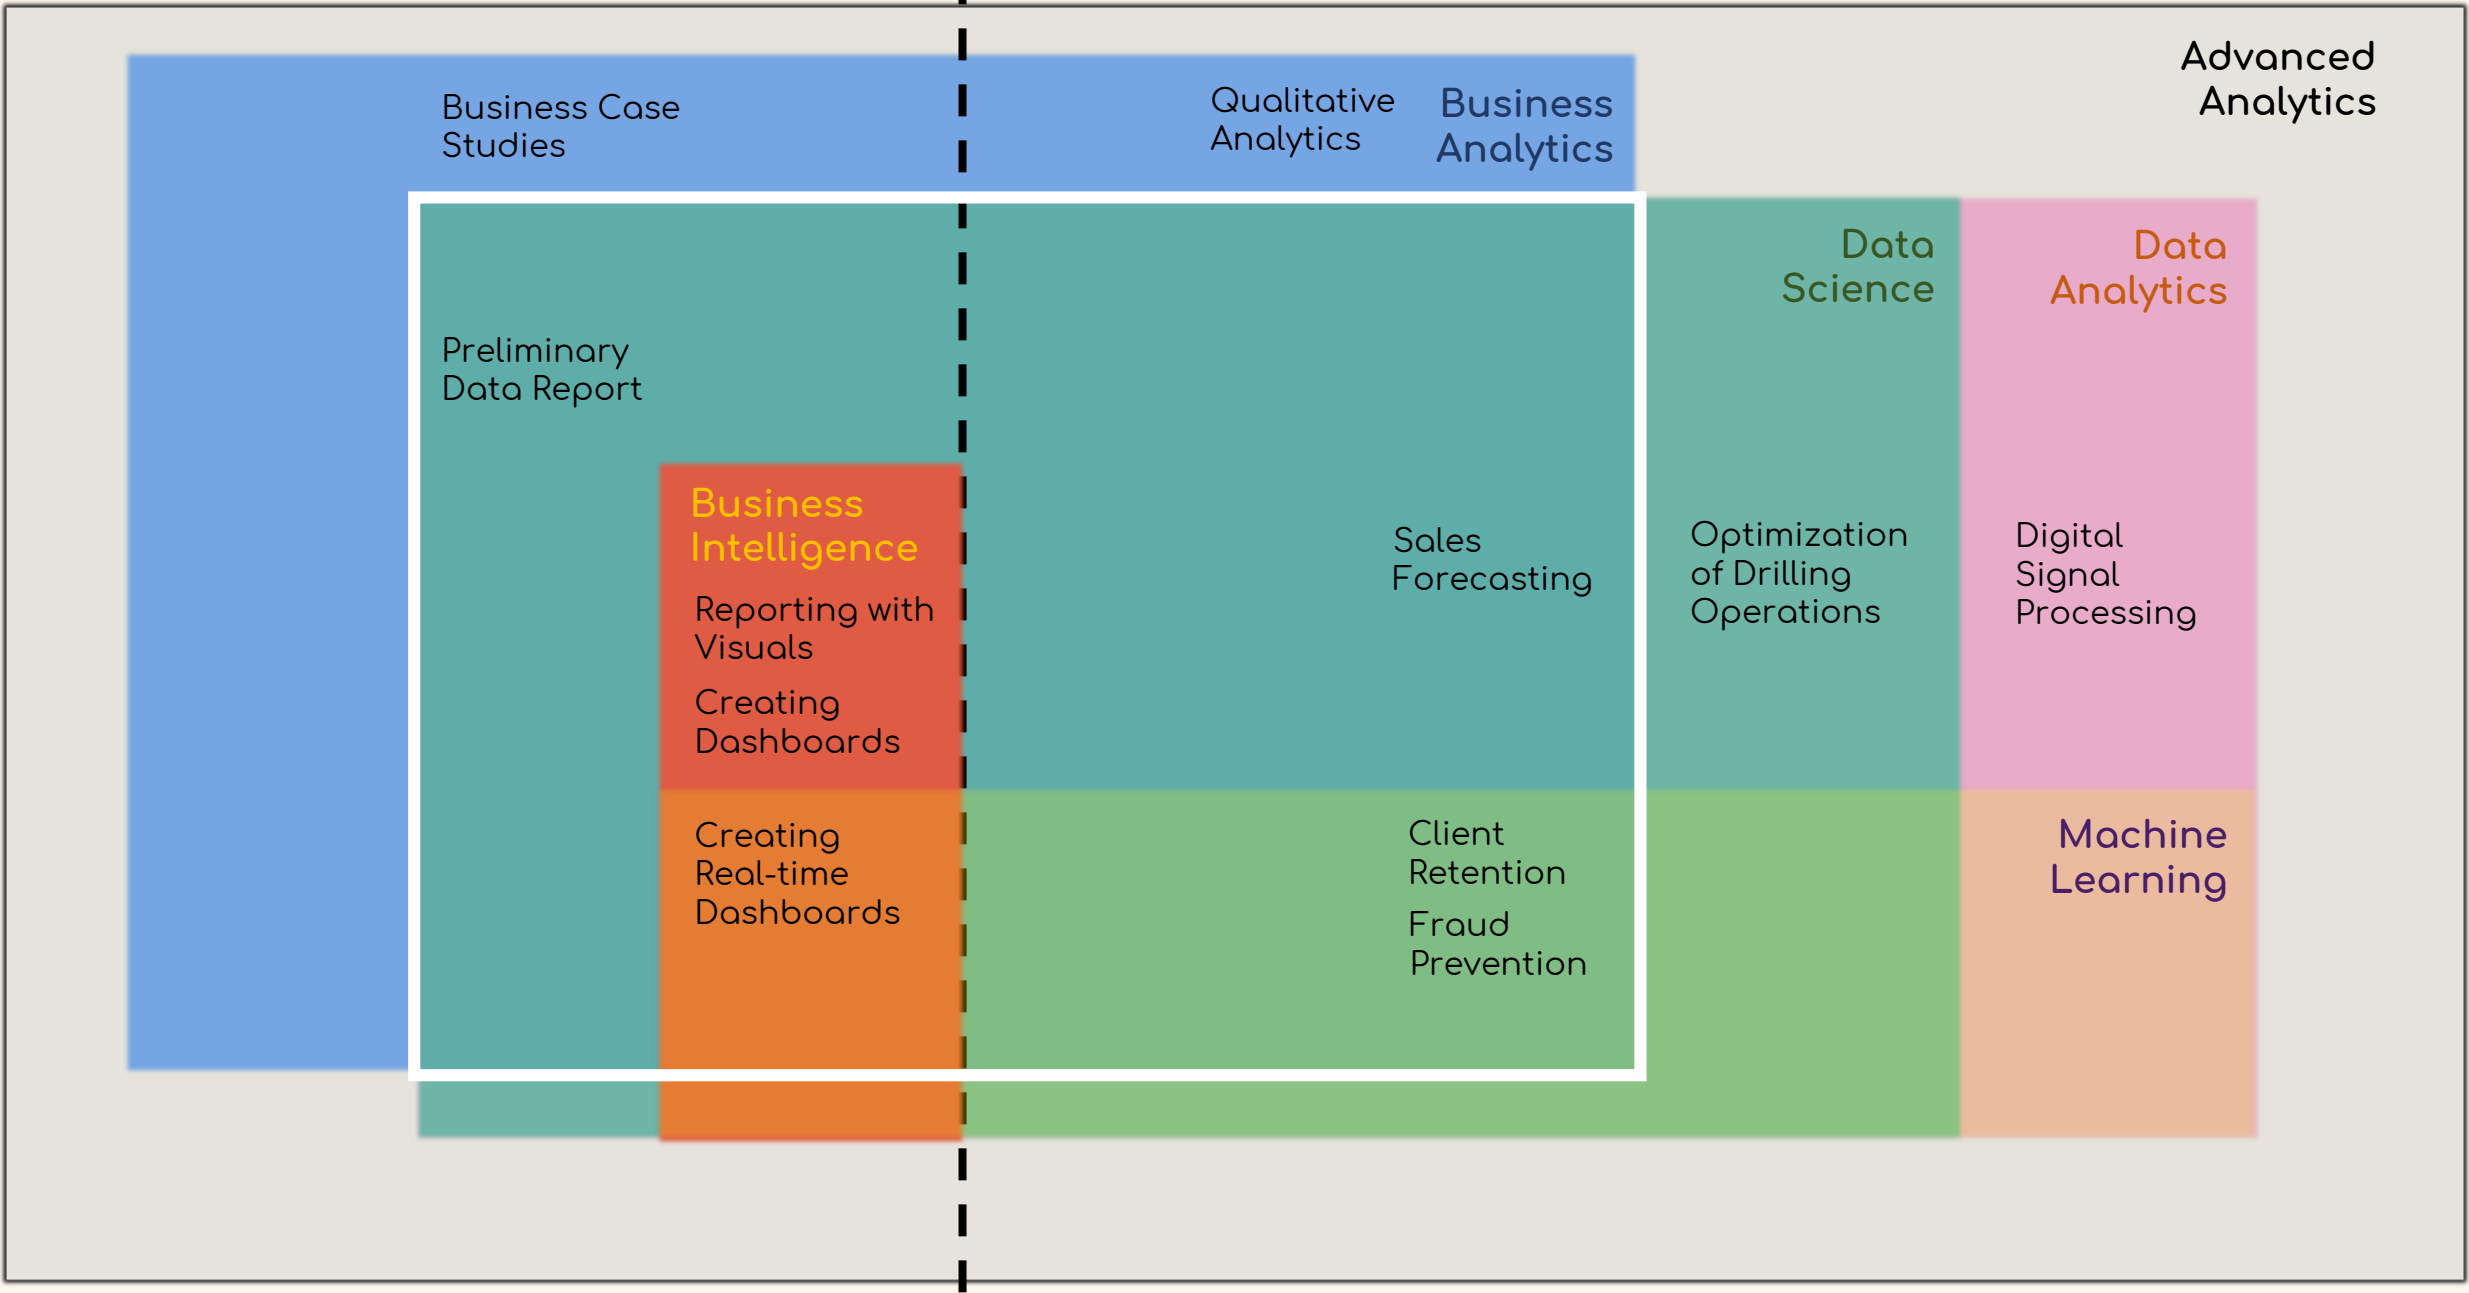 Advanced
Analytics
Business Case
Studies
Qualitative
Analytics
Business
Analytics
Data
Science
Data
Analytics
Preliminary
Data Report
Business
Intelligence
Reporting with
Visuals
Creating
Dashboards
Sales
Forecasting
Optimization
of Drilling
Operations
Digital
Signal
Processing
Creating
Real-time
Dashboards
Client
Retention
Fraud
Prevention
Machine
Learning